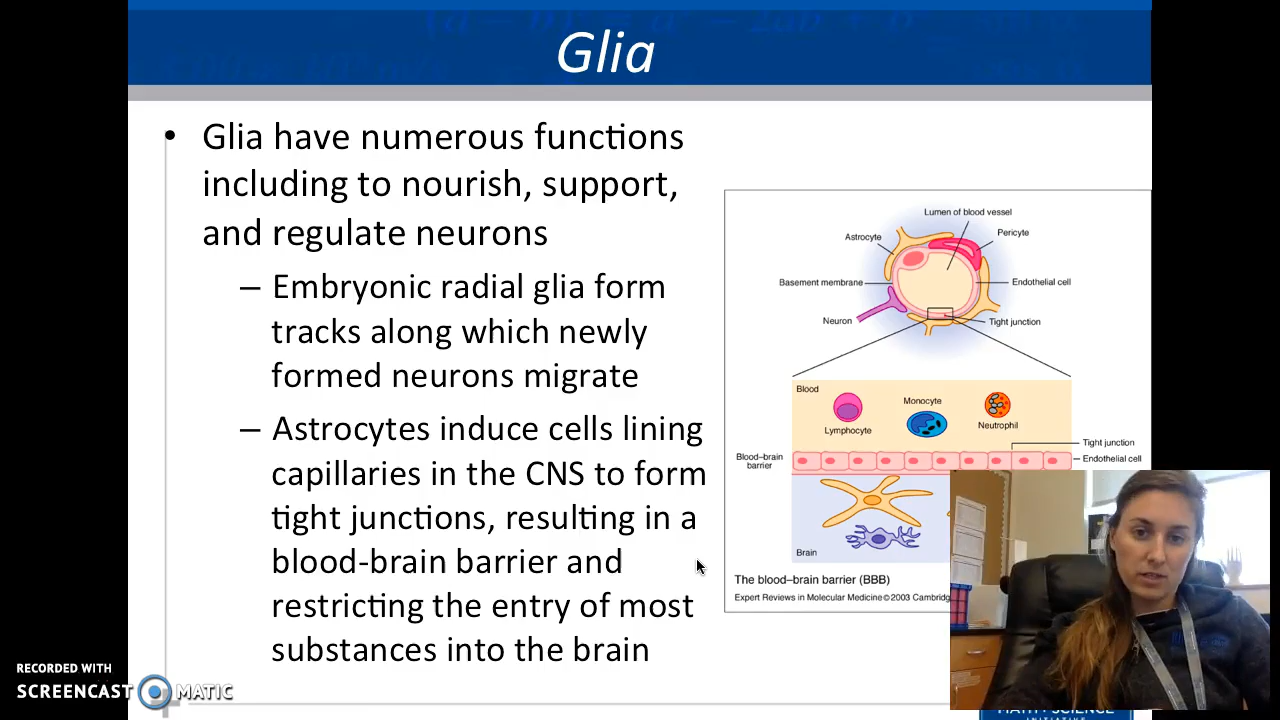 Glia
• Glia have numerous functions
including to nourish, support,
and regulate neurons
– Embryonic radial glia form
tracks along which newly
formed neurons migrate
– Astrocytes induce cells lining
capillaries in the CNS to form
tight junctions, resulting in a
blood-brain barrier and
restricting the entry of most
substances into the brain
Lumen of blood vessel
Astrocyte
Pericyte
Basement membrane
Endothelial cell
Neuron
Tight junction
Blood
Monocyte
Lymphocyte
Neutrophil
Tight junction
Blood–brain
barrier
Endothelial cell
Brain
The blood–brain barrier (BBB)
Expert Reviews in Molecular Medicine©2003
RECORDED WITH
SCREENCAST MATIC
MATH + SCIENCE
INITIATIVE